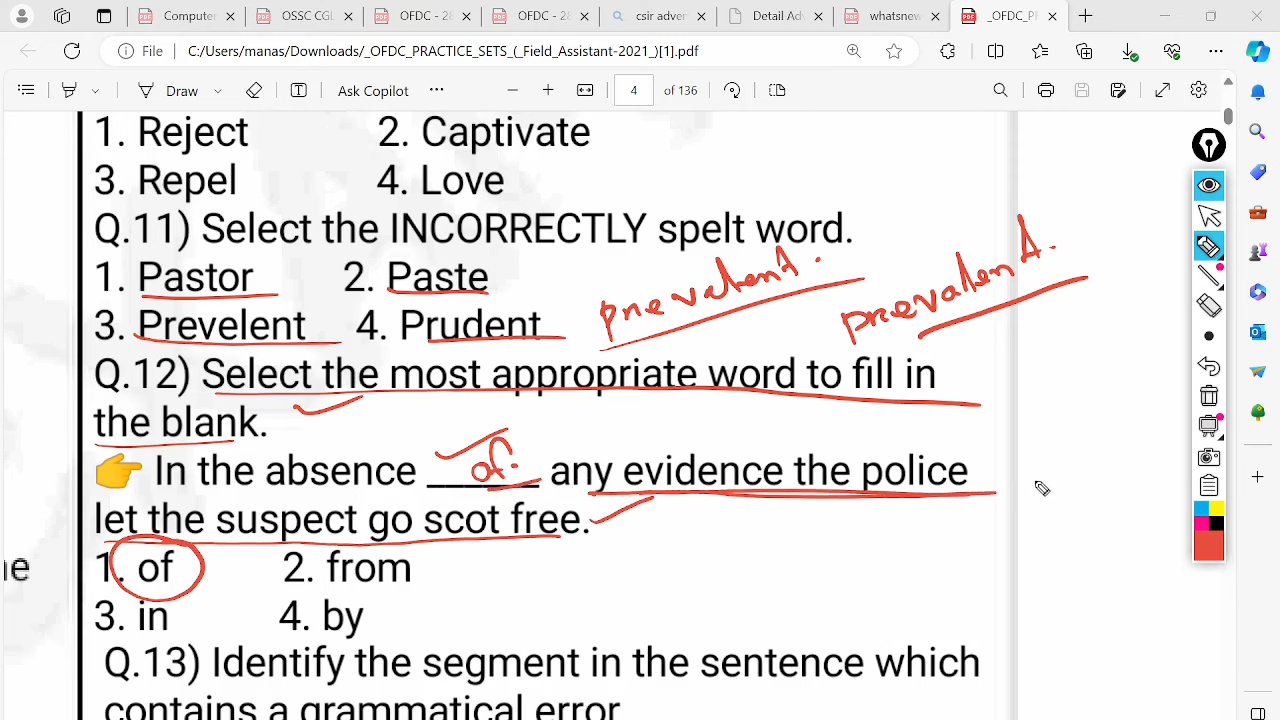 Computer
OSSC CGL
OFDC - 28
OFDC - 28
csir adver
Detail Adv
whatsnew
_OFDC_P
File C:/Users/manas/Downloads/_OFDC_PRACTICE_SETS_(_Field_Assistant-2021_)[1].pdf
Draw Ask Copilot 4 of 136
1. Reject 2. Captivate
3. Repel 4. Love
Q.11) Select the INCORRECTLY spelt word.
1. Pastor 2. Paste
prevelent. prevalent.
3. Prevelent 4. Prudent
Q.12) Select the most appropriate word to fill in
the blank.
👉 In the absence ______ any evidence the police
of.
let the suspect go scot free.
1. of 2. from
3. in 4. by
Q.13) Identify the segment in the sentence which
contains a grammatical error